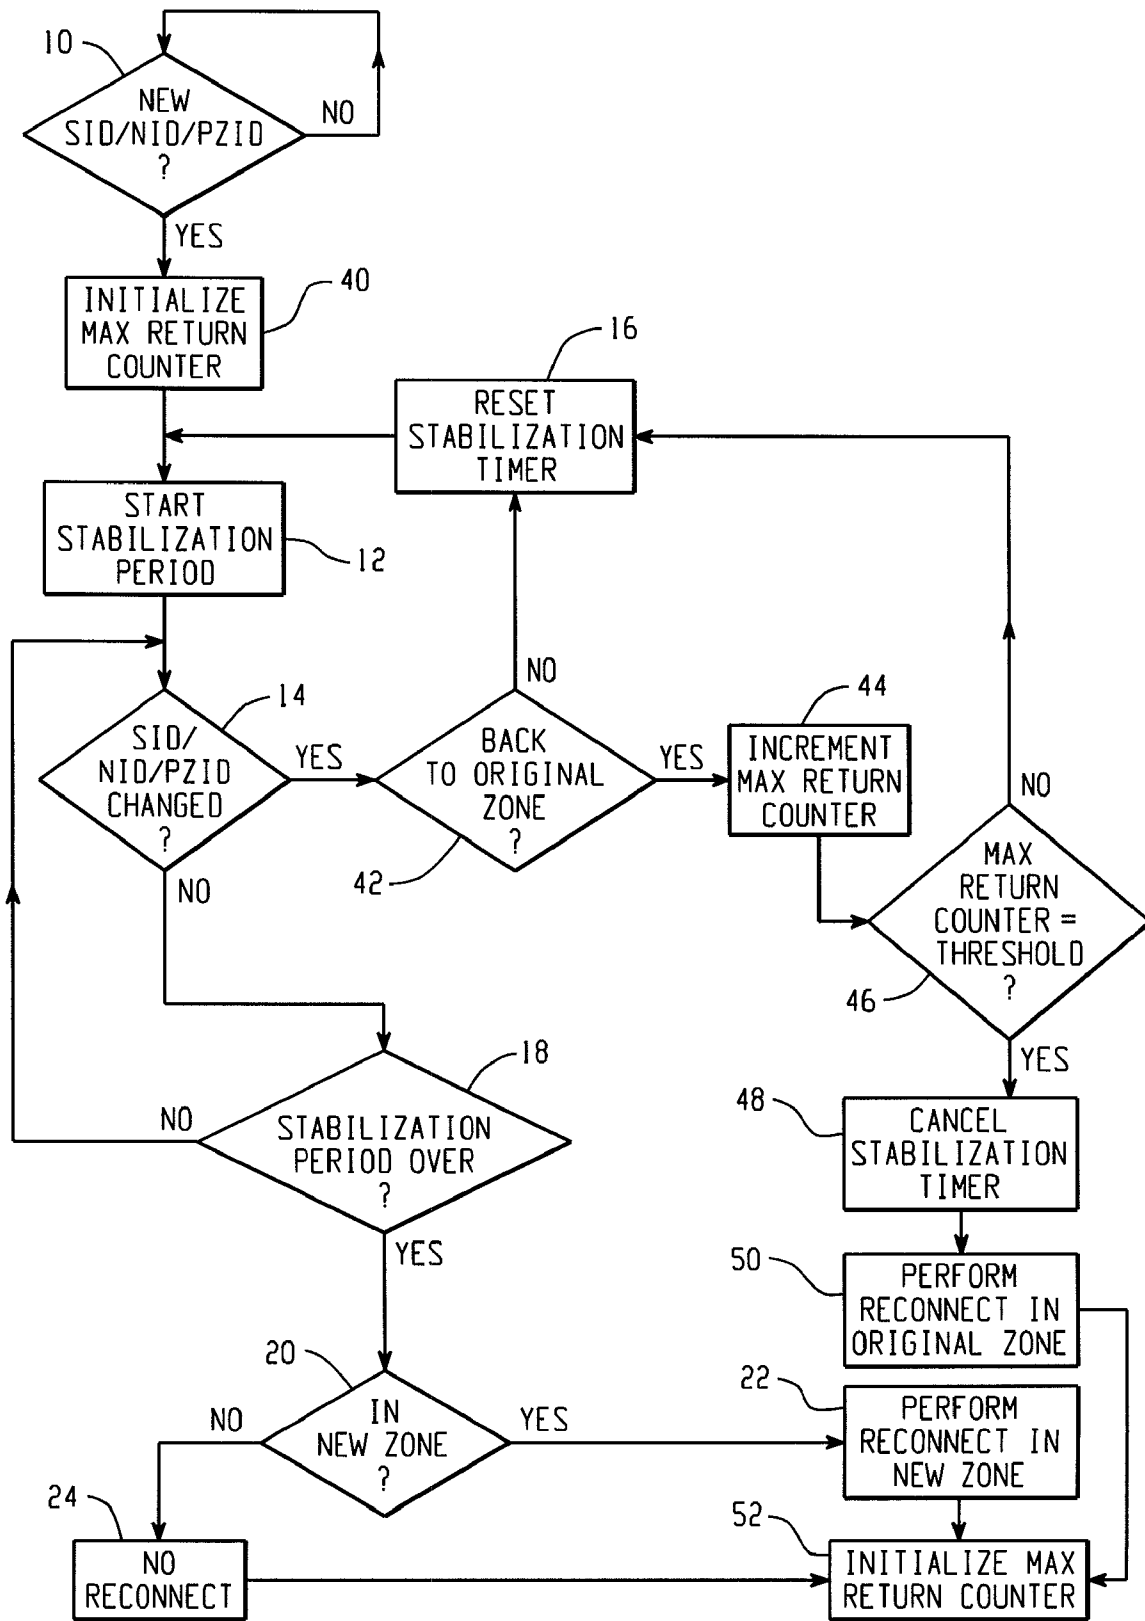 10
NEW
SID/NID/PZID
?
NO
YES
INITIALIZE
MAX RETURN
COUNTER
40
16
RESET
STABILIZATION
TIMER
START
STABILIZATION
PERIOD
12
NO
14
SID/
NID/PZID
CHANGED
?
YES
NO
BACK
TO ORIGINAL
ZONE
?
42
YES
44
INCREMENT
MAX RETURN
COUNTER
NO
MAX
RETURN
COUNTER =
THRESHOLD
?
46
YES
18
NO
STABILIZATION
PERIOD OVER
?
YES
48
CANCEL
STABILIZATION
TIMER
50
PERFORM
RECONNECT IN
ORIGINAL ZONE
20
NO
IN
NEW ZONE
?
YES
22
PERFORM
RECONNECT IN
NEW ZONE
24
NO
RECONNECT
52
INITIALIZE MAX
RETURN COUNTER